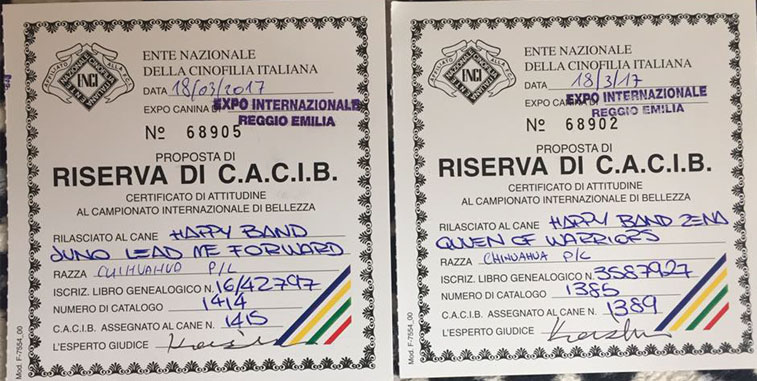 AFFILIATO ALLA F.C.I.
ENCI
ENTE NAZIONALE
DELLA CINOFILIA ITALIANA
DATA 18/03/2017
EXPO CANINA DI EXPO INTERNAZIONALE
REGGIO EMILIA
Nº 68905
PROPOSTA DI
RISERVA DI C.A.C.I.B.
CERTIFICATO DI ATTITUDINE
AL CAMPIONATO INTERNAZIONALE DI BELLEZZA
RILASCIATO AL CANE HAPPY BAND
JUNO LEAD ME FORWARD
RAZZA CHIHUAHUA P/L
ISCRIZ. LIBRO GENEALOGICO N. 16/42797
NUMERO DI CATALOGO 1414
C.A.C.I.B. ASSEGNATO AL CANE N. 1415
L'ESPERTO GIUDICE
Mod. F-7554_00
AFFILIATO ALLA F.C.I.
ENCI
ENTE NAZIONALE
DELLA CINOFILIA ITALIANA
DATA 18/3/17
EXPO CANINA DI EXPO INTERNAZIONALE
REGGIO EMILIA
Nº 68902
PROPOSTA DI
RISERVA DI C.A.C.I.B.
CERTIFICATO DI ATTITUDINE
AL CAMPIONATO INTERNAZIONALE DI BELLEZZA
RILASCIATO AL CANE HAPPY BAND ZENA
QUEEN OF WARRIORS
RAZZA CHIHUAHUA P/L
ISCRIZ. LIBRO GENEALOGICO N. 3587927
NUMERO DI CATALOGO 1385
C.A.C.I.B. ASSEGNATO AL CANE N. 1389
L'ESPERTO GIUDICE
Mod. F-7554_00